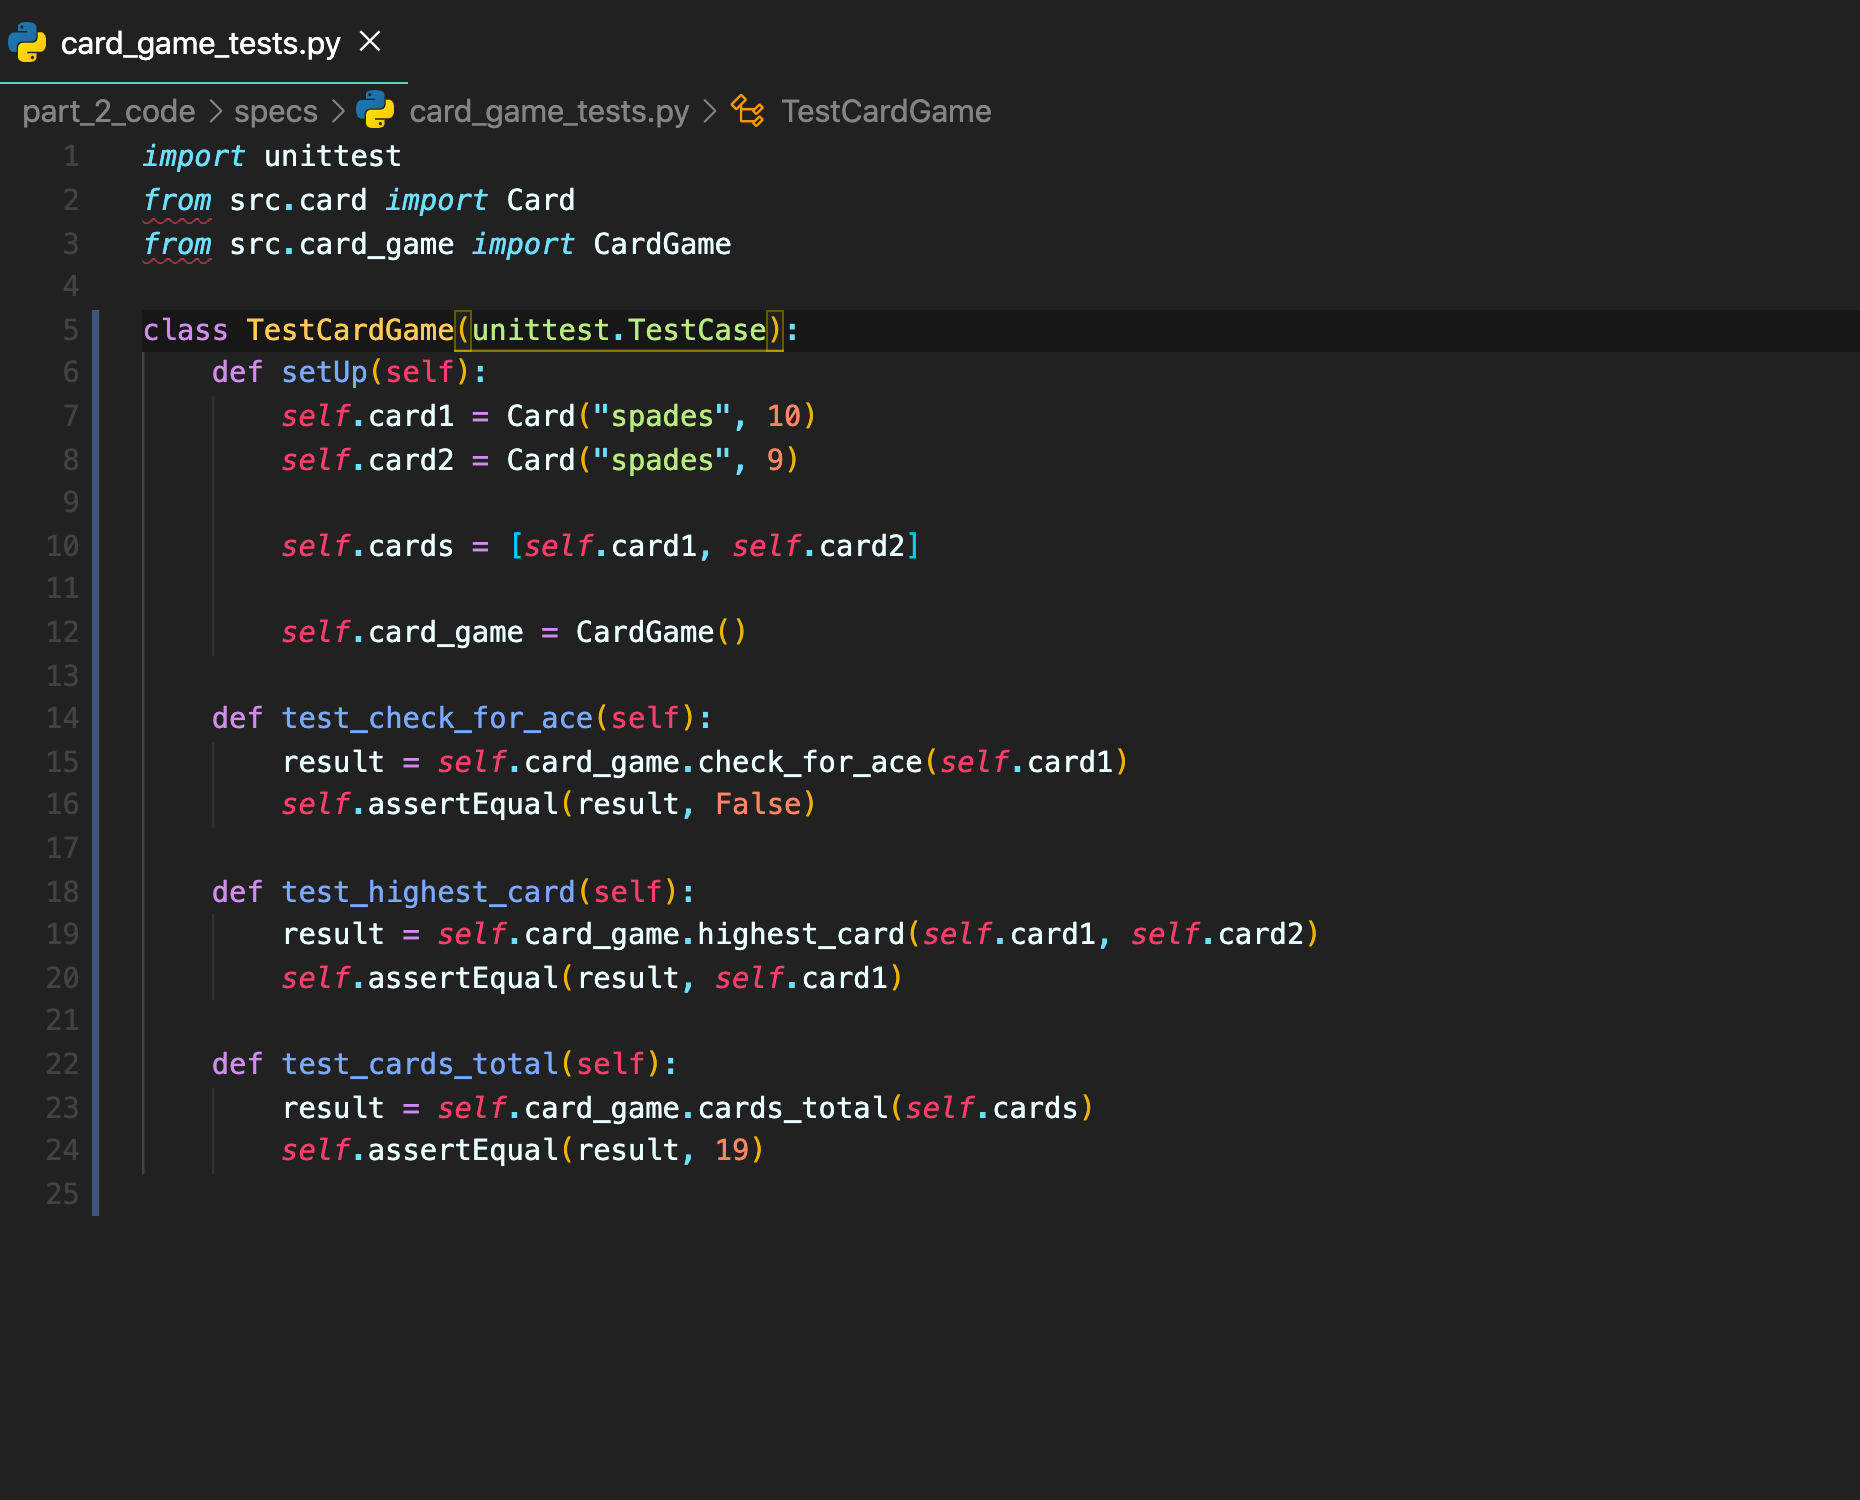 card_game_tests.py
part_2_code > specs > card_game_tests.py > TestCardGame
1 import unittest
2 from src.card import Card
3 from src.card_game import CardGame
4
5 class TestCardGame(unittest.TestCase):
6     def setUp(self):
7         self.card1 = Card("spades", 10)
8         self.card2 = Card("spades", 9)
9
10         self.cards = [self.card1, self.card2]
11
12         self.card_game = CardGame()
13
14     def test_check_for_ace(self):
15         result = self.card_game.check_for_ace(self.card1)
16         self.assertEqual(result, False)
17
18     def test_highest_card(self):
19         result = self.card_game.highest_card(self.card1, self.card2)
20         self.assertEqual(result, self.card1)
21
22     def test_cards_total(self):
23         result = self.card_game.cards_total(self.cards)
24         self.assertEqual(result, 19)
25